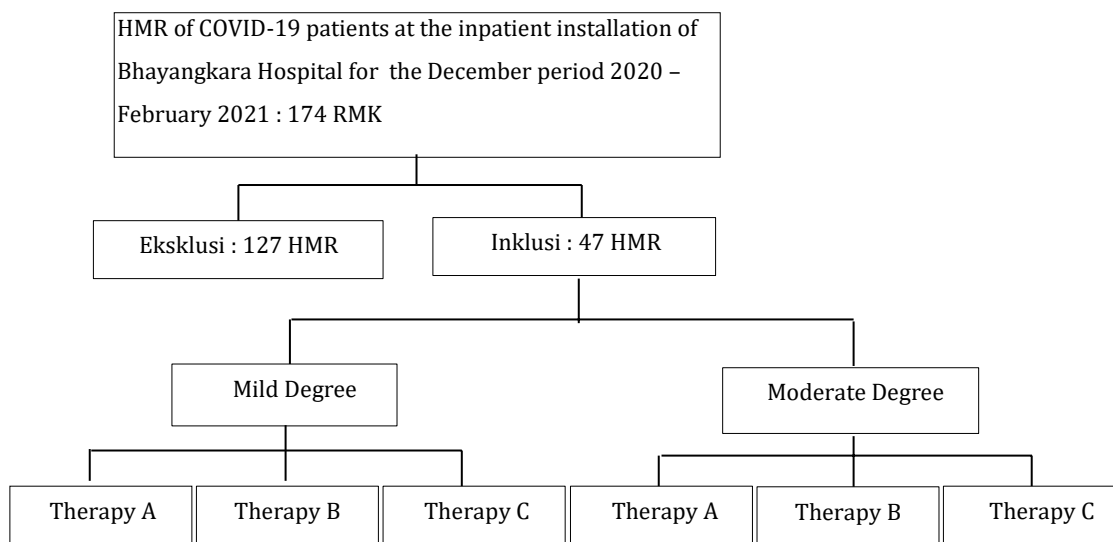 HMR of COVID-19 patients at the inpatient installation of
Bhayangkara Hospital for the December period 2020 –
February 2021 : 174 RMK
Eksklusi : 127 HMR
Inklusi : 47 HMR
Mild Degree
Moderate Degree
Therapy A
Therapy B
Therapy C
Therapy A
Therapy B
Therapy C